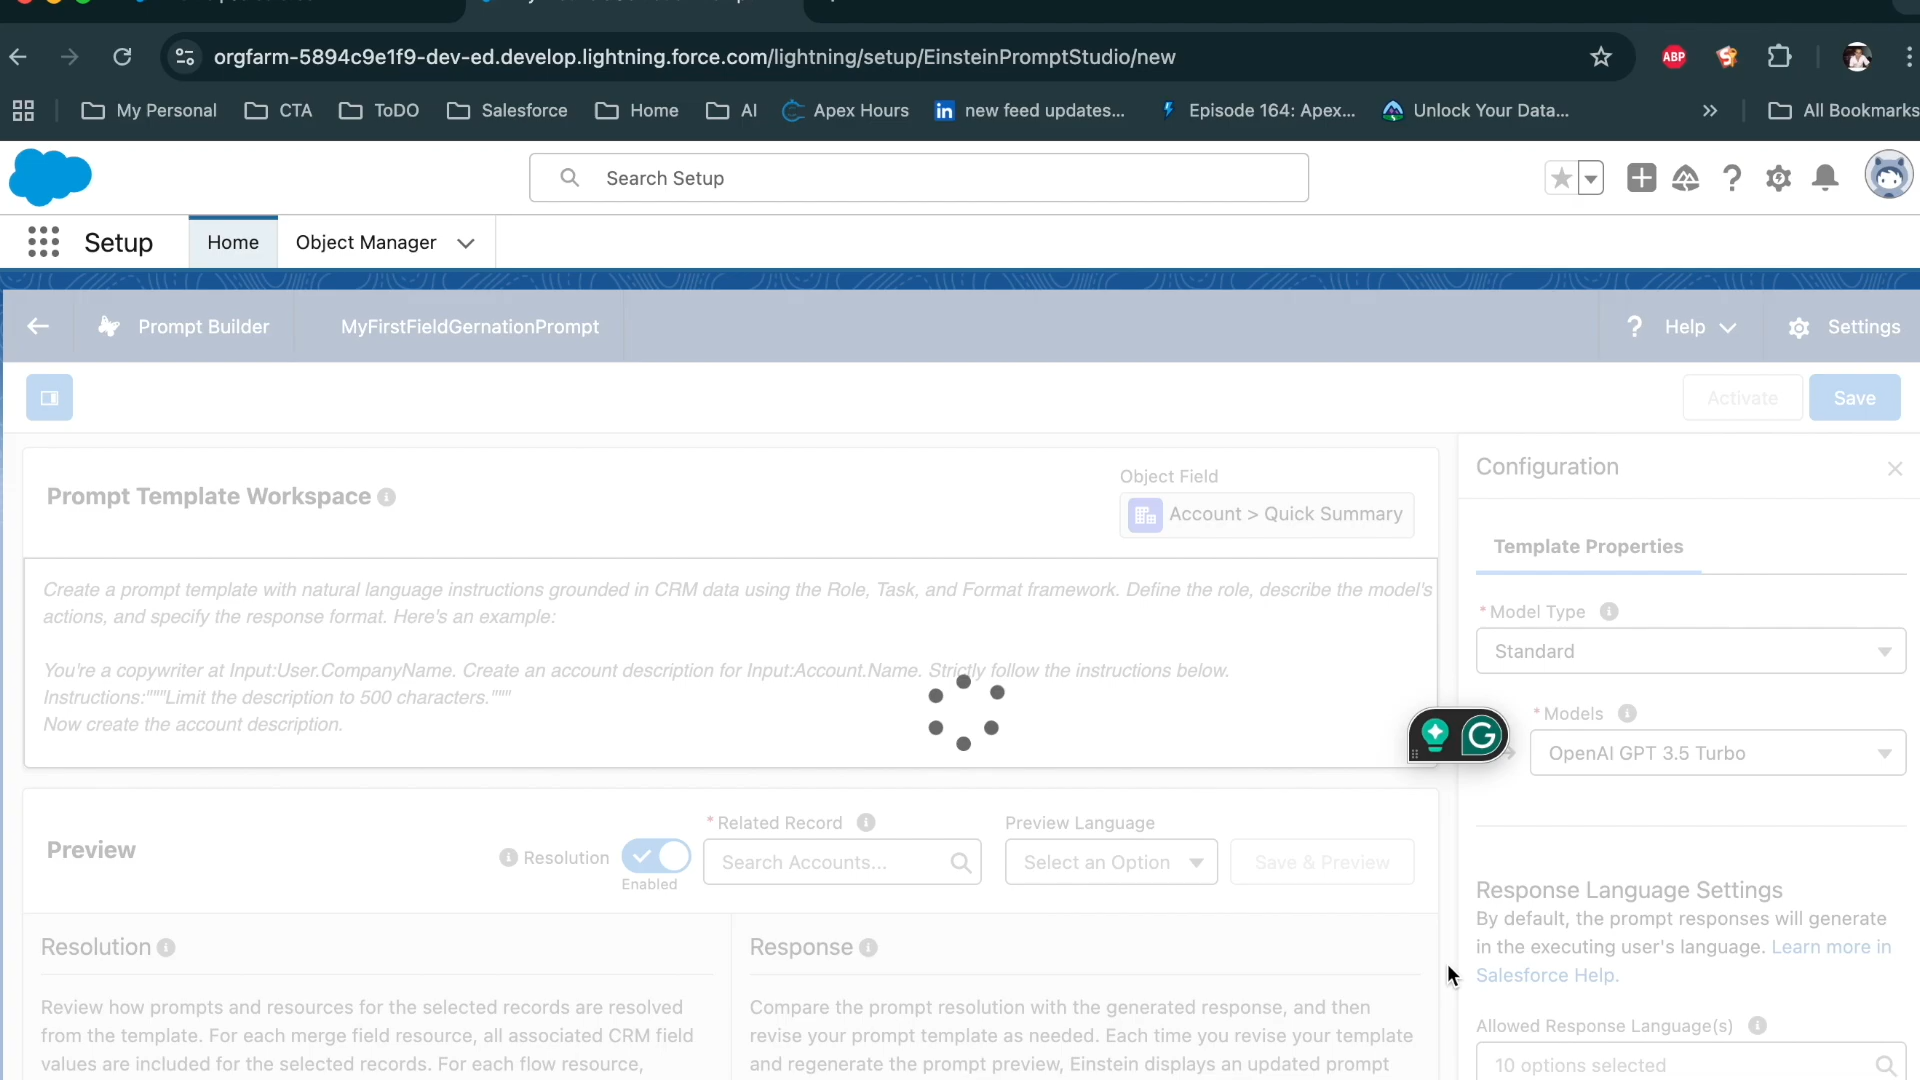 orgfarm-5894c9e1f9-dev-ed.develop.lightning.force.com/lightning/setup/EinsteinPromptStudio/new
ABP
My Personal CTA ToDO Salesforce Home AI Apex Hours new feed updates... Episode 164: Apex... Unlock Your Data... » All Bookmarks
Search Setup
Setup Home Object Manager
Prompt Builder MyFirstFieldGernationPrompt ? Help Settings
Activate Save
Prompt Template Workspace
Object Field
Account > Quick Summary
Create a prompt template with natural language instructions grounded in CRM data using the Role, Task, and Format framework. Define the role, describe the model's
actions, and specify the response format. Here's an example:
You're a copywriter at Input:User.CompanyName. Create an account description for Input:Account.Name. Strictly follow the instructions below.
Instructions:"""Limit the description to 500 characters."""
Now create the account description.
Configuration
Template Properties
* Model Type
Standard
* Models
OpenAI GPT 3.5 Turbo
Preview
Resolution
Enabled
* Related Record
Search Accounts...
Preview Language
Select an Option
Save & Preview
Resolution
Review how prompts and resources for the selected records are resolved
from the template. For each merge field resource, all associated CRM field
values are included for the selected records. For each flow resource,
Response
Compare the prompt resolution with the generated response, and then
revise your prompt template as needed. Each time you revise your template
and regenerate the prompt preview, Einstein displays an updated prompt
Response Language Settings
By default, the prompt responses will generate
in the executing user's language. Learn more in
Salesforce Help.
Allowed Response Language(s)
10 options selected